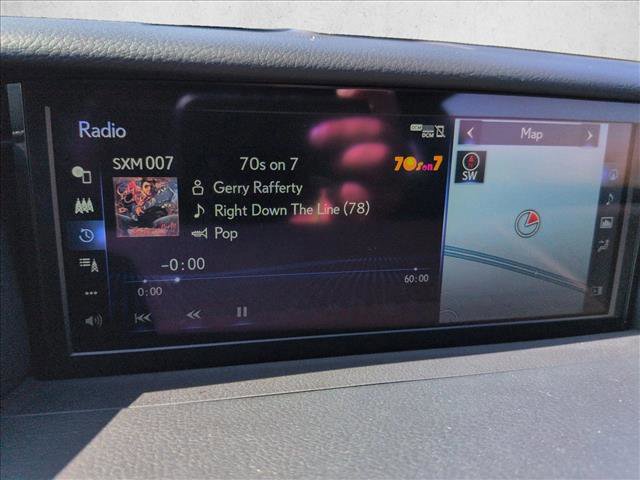 Radio
DCM
Map
SXM 007
70s on 7
70s on 7
SW
Gerry Rafferty
Right Down The Line (78)
Pop
-0:00
0:00
60:00